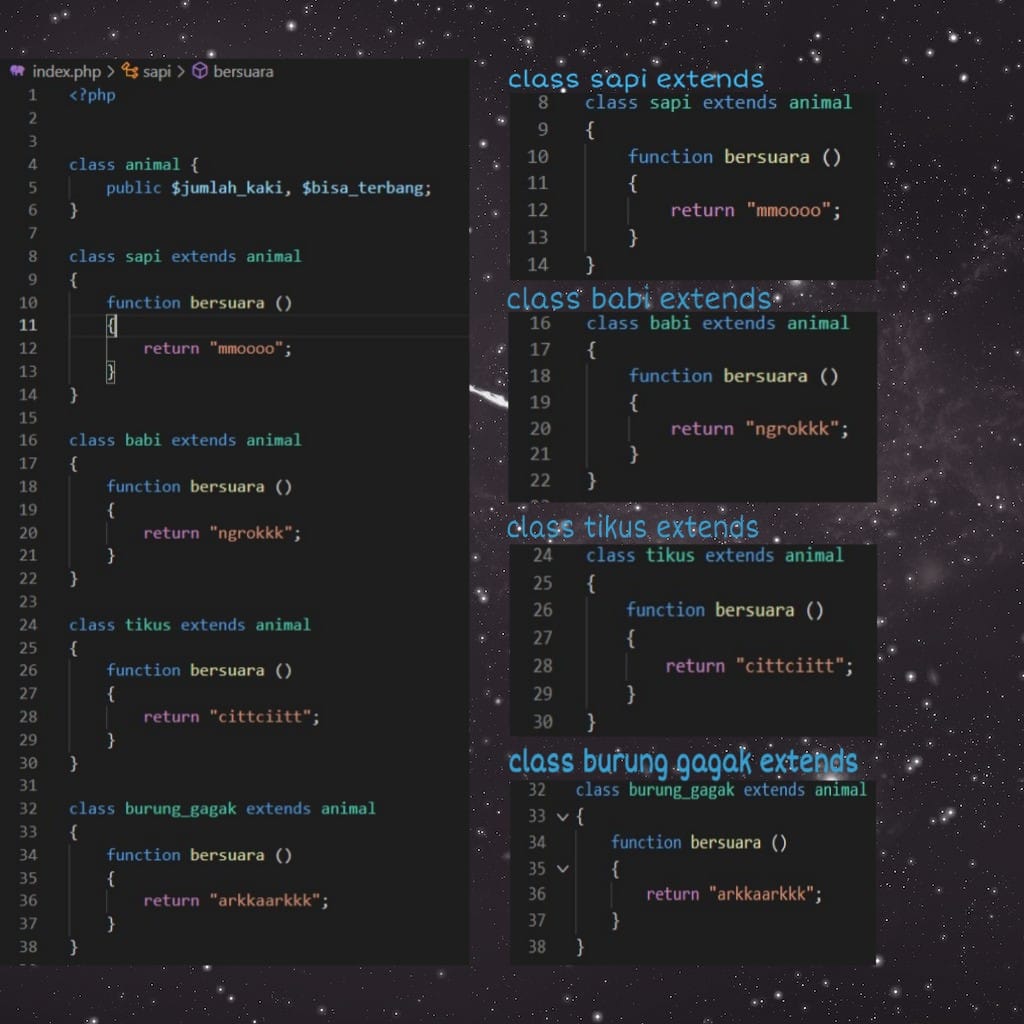 index.php > sapi > bersuara
1 <?php
2
3
4 class animal {
5 public $jumlah_kaki, $bisa_terbang;
6 }
7
8 class sapi extends animal
9 {
10 function bersuara ()
11 {
12 return "mmoooo";
13 }
14 }
15
16 class babi extends animal
17 {
18 function bersuara ()
19 {
20 return "ngrokkk";
21 }
22 }
23
24 class tikus extends animal
25 {
26 function bersuara ()
27 {
28 return "cittciitt";
29 }
30 }
31
32 class burung_gagak extends animal
33 {
34 function bersuara ()
35 {
36 return "arkkaarkkk";
37 }
38 }
class sapi extends
8 class sapi extends animal
9 {
10 function bersuara ()
11 {
12 return "mmoooo";
13 }
14 }
class babi extends
16 class babi extends animal
17 {
18 function bersuara ()
19 {
20 return "ngrokkk";
21 }
22 }
class tikus extends
24 class tikus extends animal
25 {
26 function bersuara ()
27 {
28 return "cittciitt";
29 }
30 }
class burung gagak extends
32 class burung_gagak extends animal
33 {
34 function bersuara ()
35 {
36 return "arkkaarkkk";
37 }
38 }